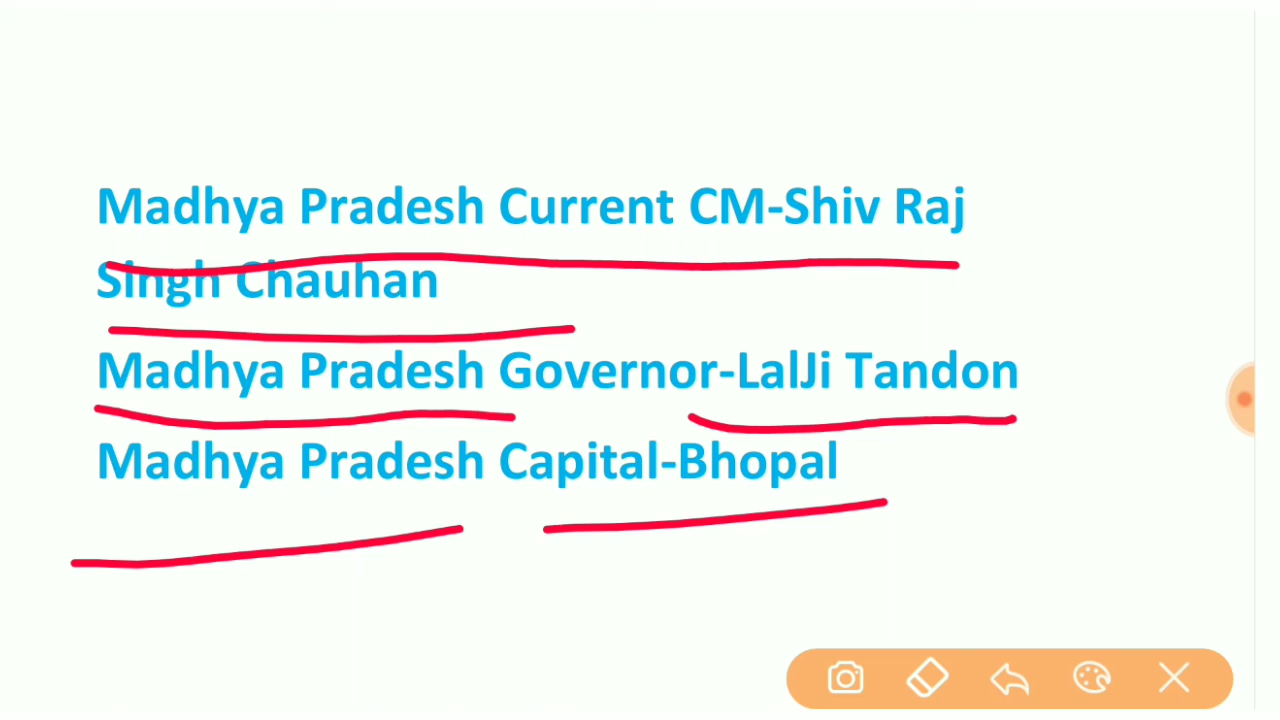 Madhya Pradesh Current CM-Shiv Raj
Singh Chauhan
Madhya Pradesh Governor-LalJi Tandon
Madhya Pradesh Capital-Bhopal